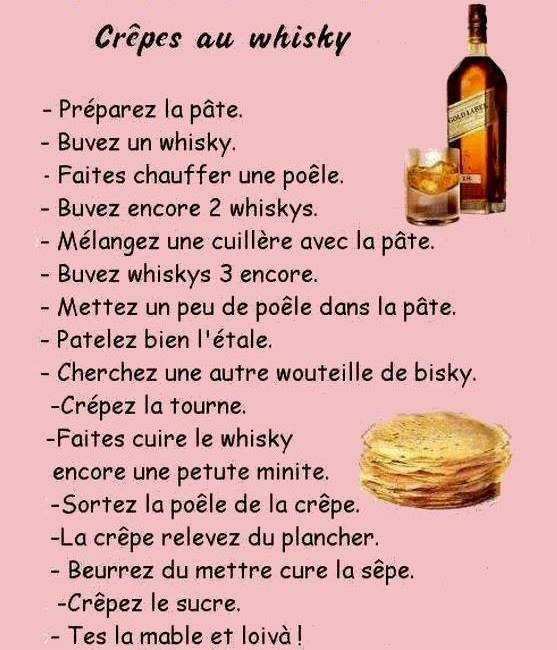 Crêpes au whisky
- Préparez la pâte.
- Buvez un whisky.
- Faites chauffer une poêle.
- Buvez encore 2 whiskys.
- Mélangez une cuillère avec la pâte.
- Buvez whiskys 3 encore.
- Mettez un peu de poêle dans la pâte.
- Patelez bien l'étale.
- Cherchez une autre wouteille de bisky.
-Crépez la tourne.
-Faites cuire le whisky
encore une petute minite.
-Sortez la poêle de la crêpe.
-La crêpe relevez du plancher.
- Beurrez du mettre cure la sêpe.
-Crêpez le sucre.
- Tes la mable et loivà !
GOLD LABEL
18